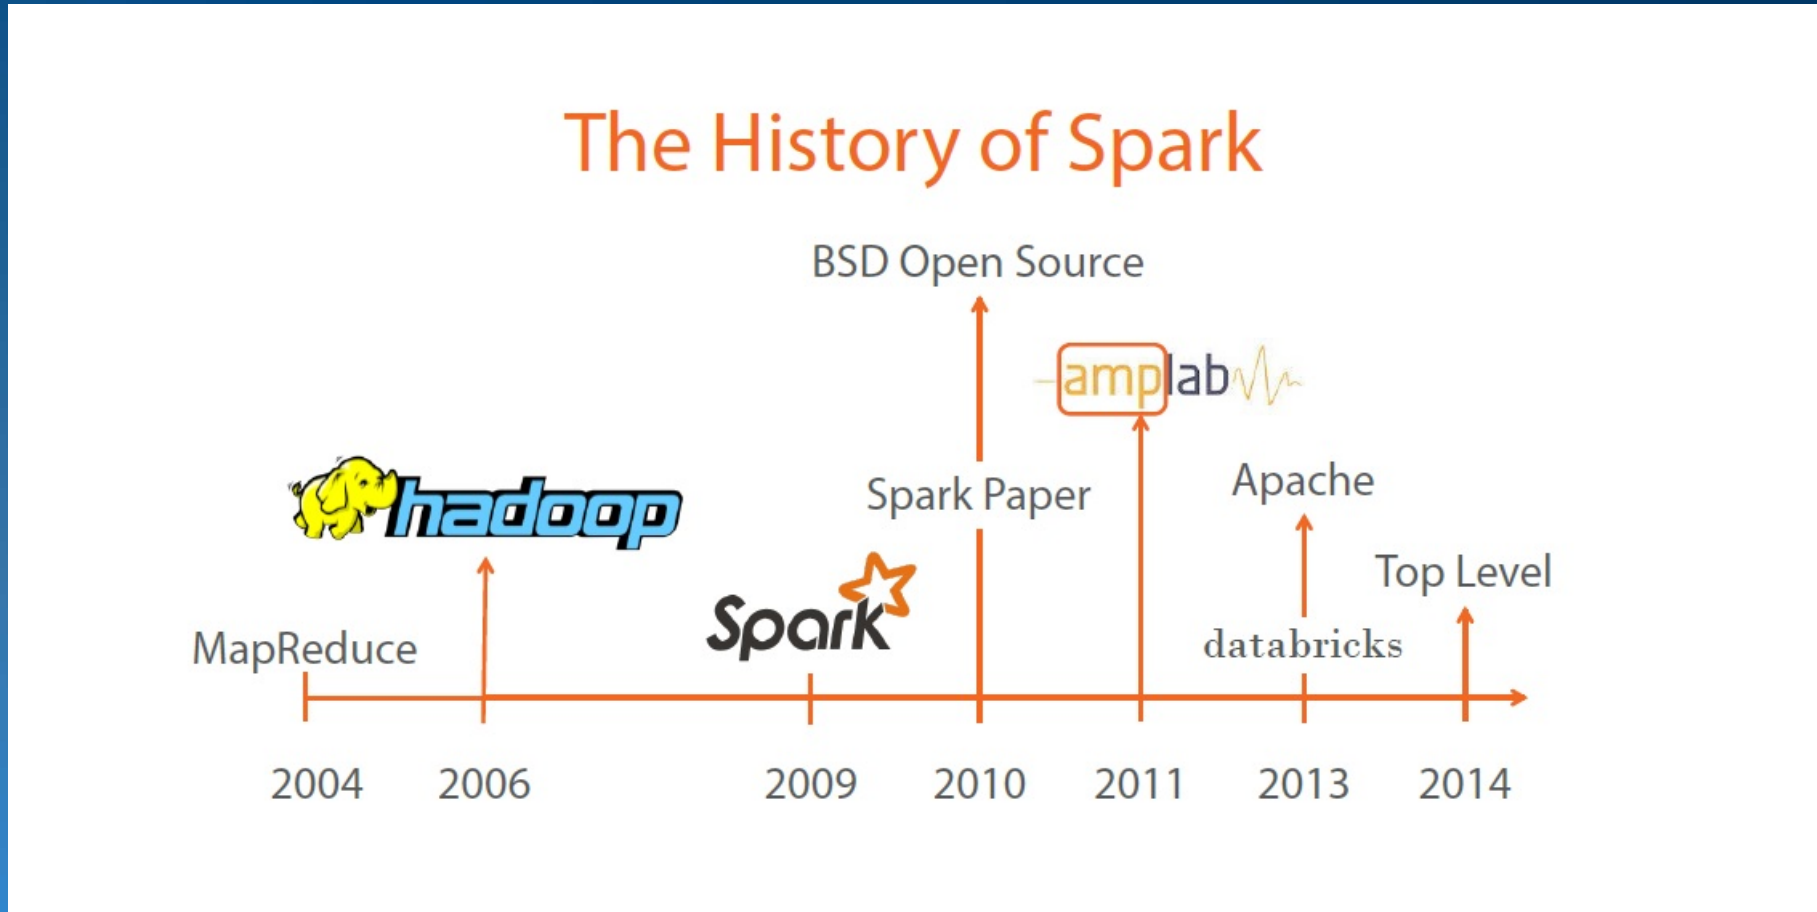 The History of Spark
BSD Open Source
amplab
hadoop
Spark Paper
Apache
Spark
Top Level
MapReduce
databricks
2004 2006 2009 2010 2011 2013 2014